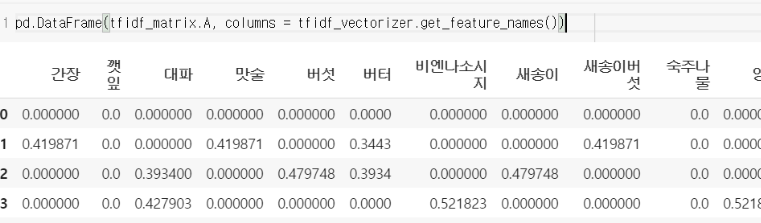 1 pd.DataFrame(tfidf_matrix.A, columns = tfidf_vectorizer.get_feature_names())
간장 깻잎 대파 맛술 버섯 버터 비엔나소시지 새송이 새송이버섯 숙주나물
0 0.000000 0.0 0.000000 0.000000 0.000000 0.0000 0.000000 0.000000 0.000000 0.0 0.0000
1 0.419871 0.0 0.000000 0.419871 0.000000 0.3443 0.000000 0.000000 0.419871 0.0 0.0000
2 0.000000 0.0 0.393400 0.000000 0.479748 0.3934 0.000000 0.479748 0.000000 0.0 0.0000
3 0.000000 0.0 0.427903 0.000000 0.000000 0.0000 0.521823 0.000000 0.000000 0.0 0.5218